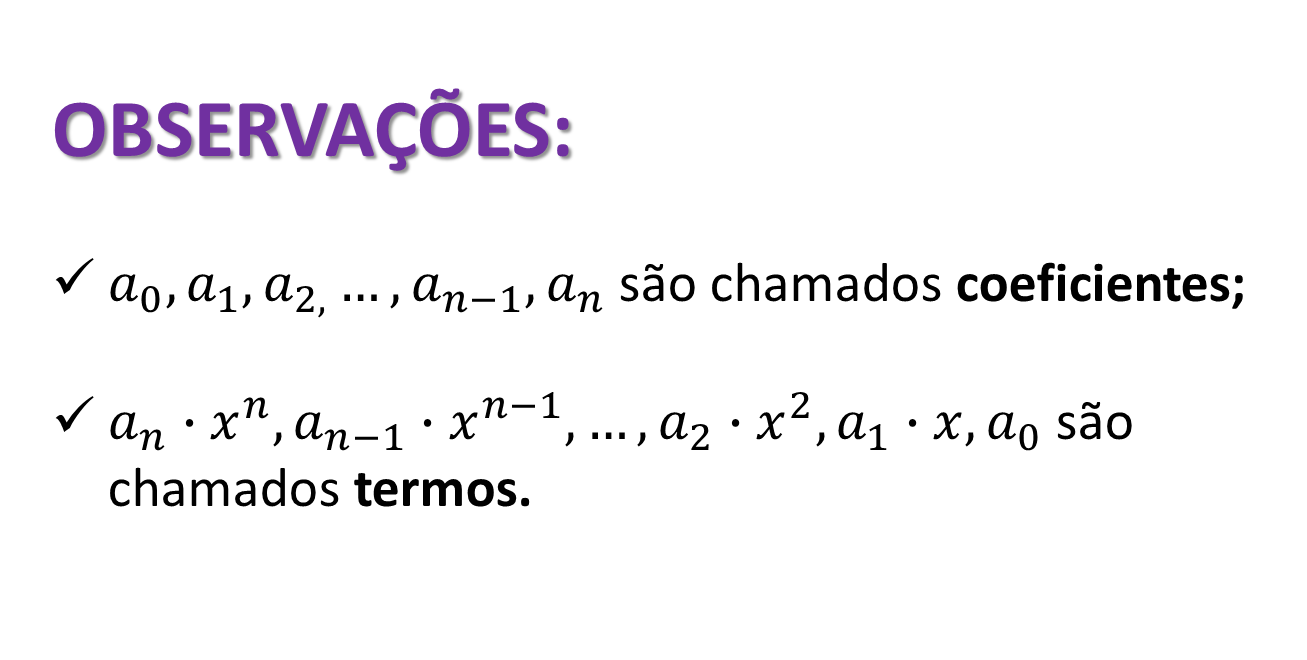 OBSERVAÇÕES:
✓ a₀, a₁, a₂, … , aₙ₋₁, aₙ são chamados coeficientes;
✓ aₙ · xⁿ, aₙ₋₁ · xⁿ⁻¹, … , a₂ · x², a₁ · x, a₀ são
chamados termos.